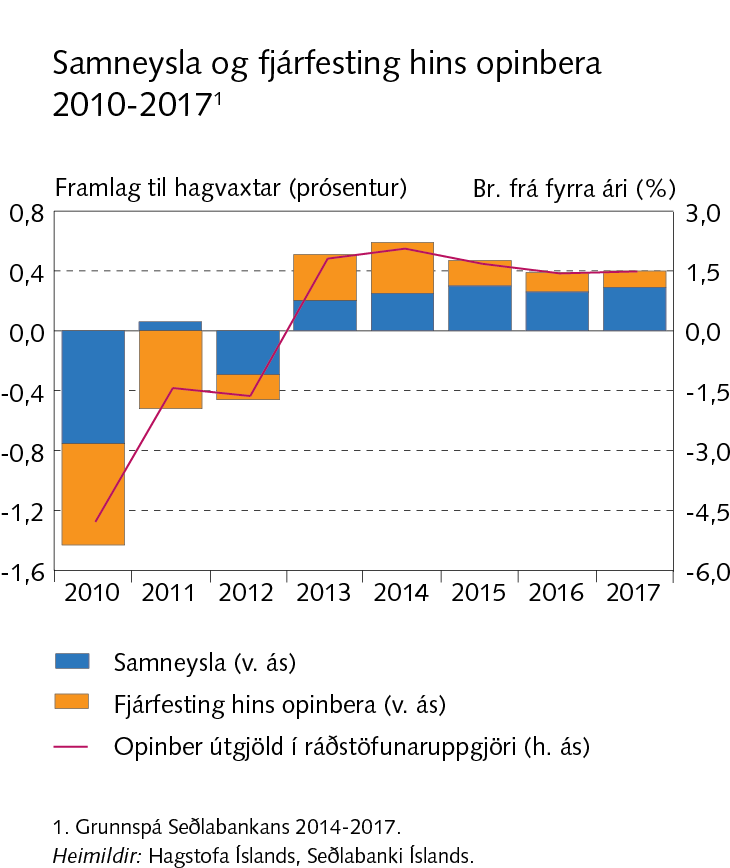 Samneysla og fjárfesting hins opinbera
2010-2017¹
Framlag til hagvaxtar (prósentur) Br. frá fyrra ári (%)
0,8 3,0
0,4 1,5
0,0 0,0
-0,4 -1,5
-0,8 -3,0
-1,2 -4,5
-1,6 -6,0
2010 2011 2012 2013 2014 2015 2016 2017
Samneysla (v. ás)
Fjárfesting hins opinbera (v. ás)
Opinber útgjöld í ráðstöfunaruppgjöri (h. ás)
1. Grunnspá Seðlabankans 2014-2017.
Heimildir: Hagstofa Íslands, Seðlabanki Íslands.